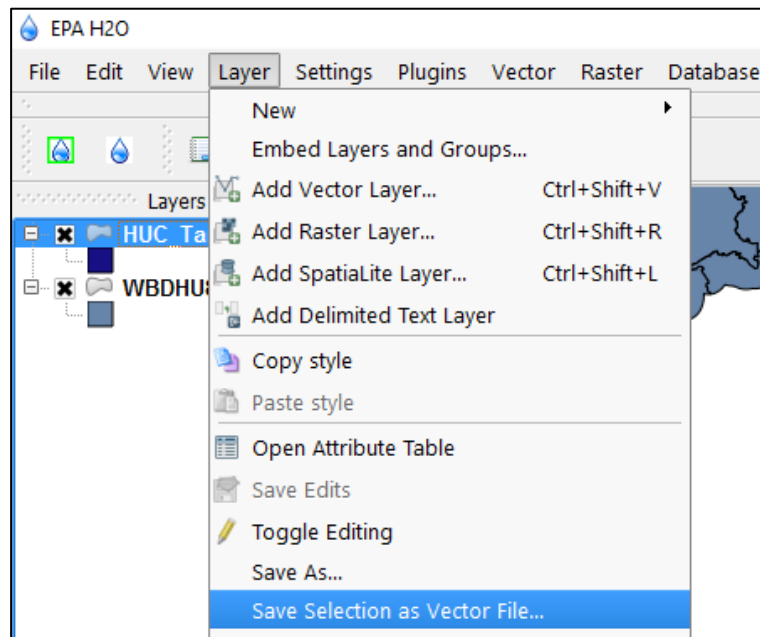 EPA H2O
File Edit View Layer Settings Plugins Vector Raster Database
New
Embed Layers and Groups...
Layers
Add Vector Layer... Ctrl+Shift+V
HUC_Ta
Add Raster Layer... Ctrl+Shift+R
Add SpatiaLite Layer... Ctrl+Shift+L
WBDHU8
Add Delimited Text Layer
Copy style
Paste style
Open Attribute Table
Save Edits
Toggle Editing
Save As...
Save Selection as Vector File...